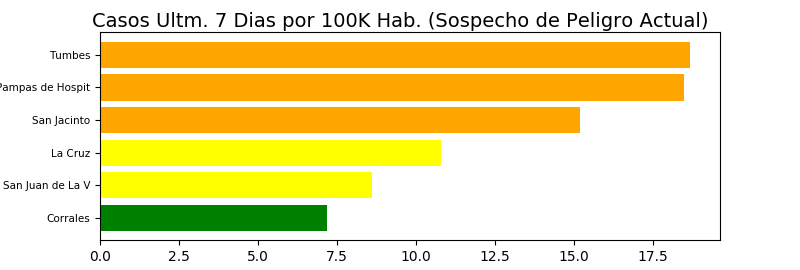 Casos Ultm. 7 Dias por 100K Hab. (Sospecho de Peligro Actual)
Tumbes
Pampas de Hospit
San Jacinto
La Cruz
San Juan de La V
Corrales
0.0 2.5 5.0 7.5 10.0 12.5 15.0 17.5